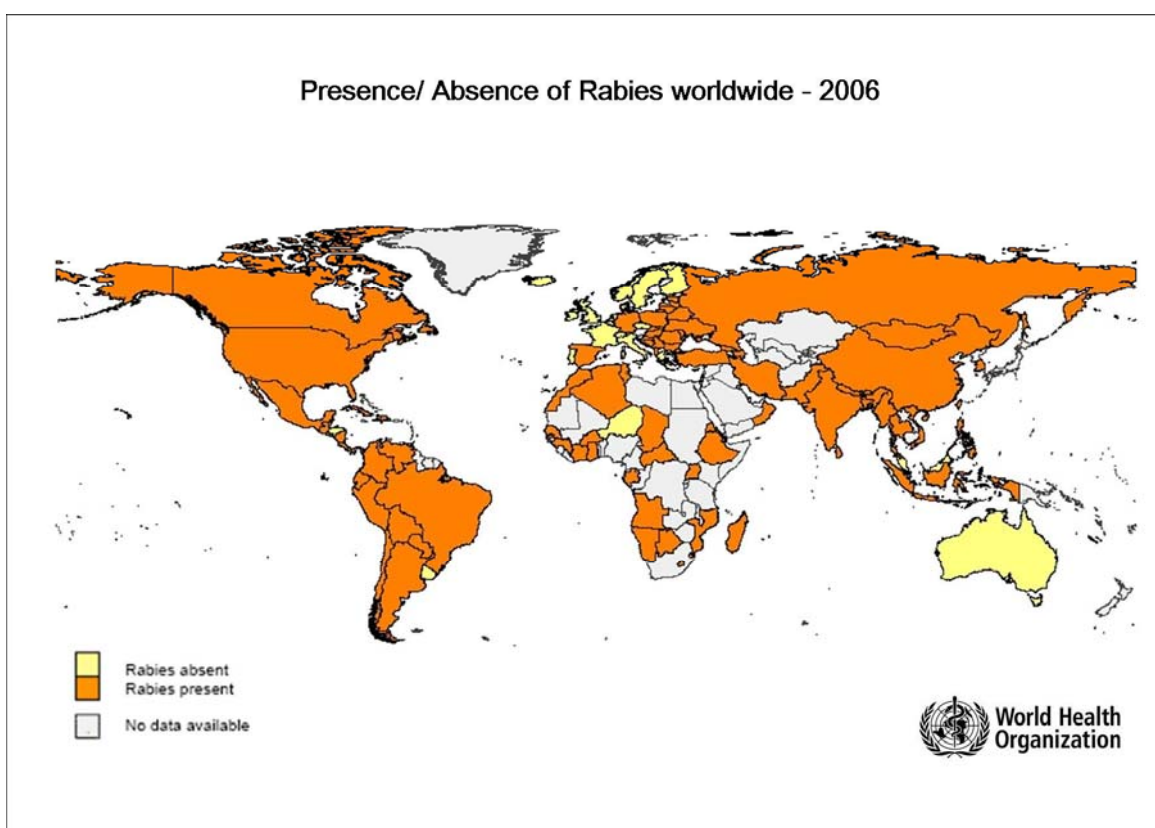 Presence/ Absence of Rabies worldwide - 2006
Rabies absent
Rabies present
No data available
World Health
Organization